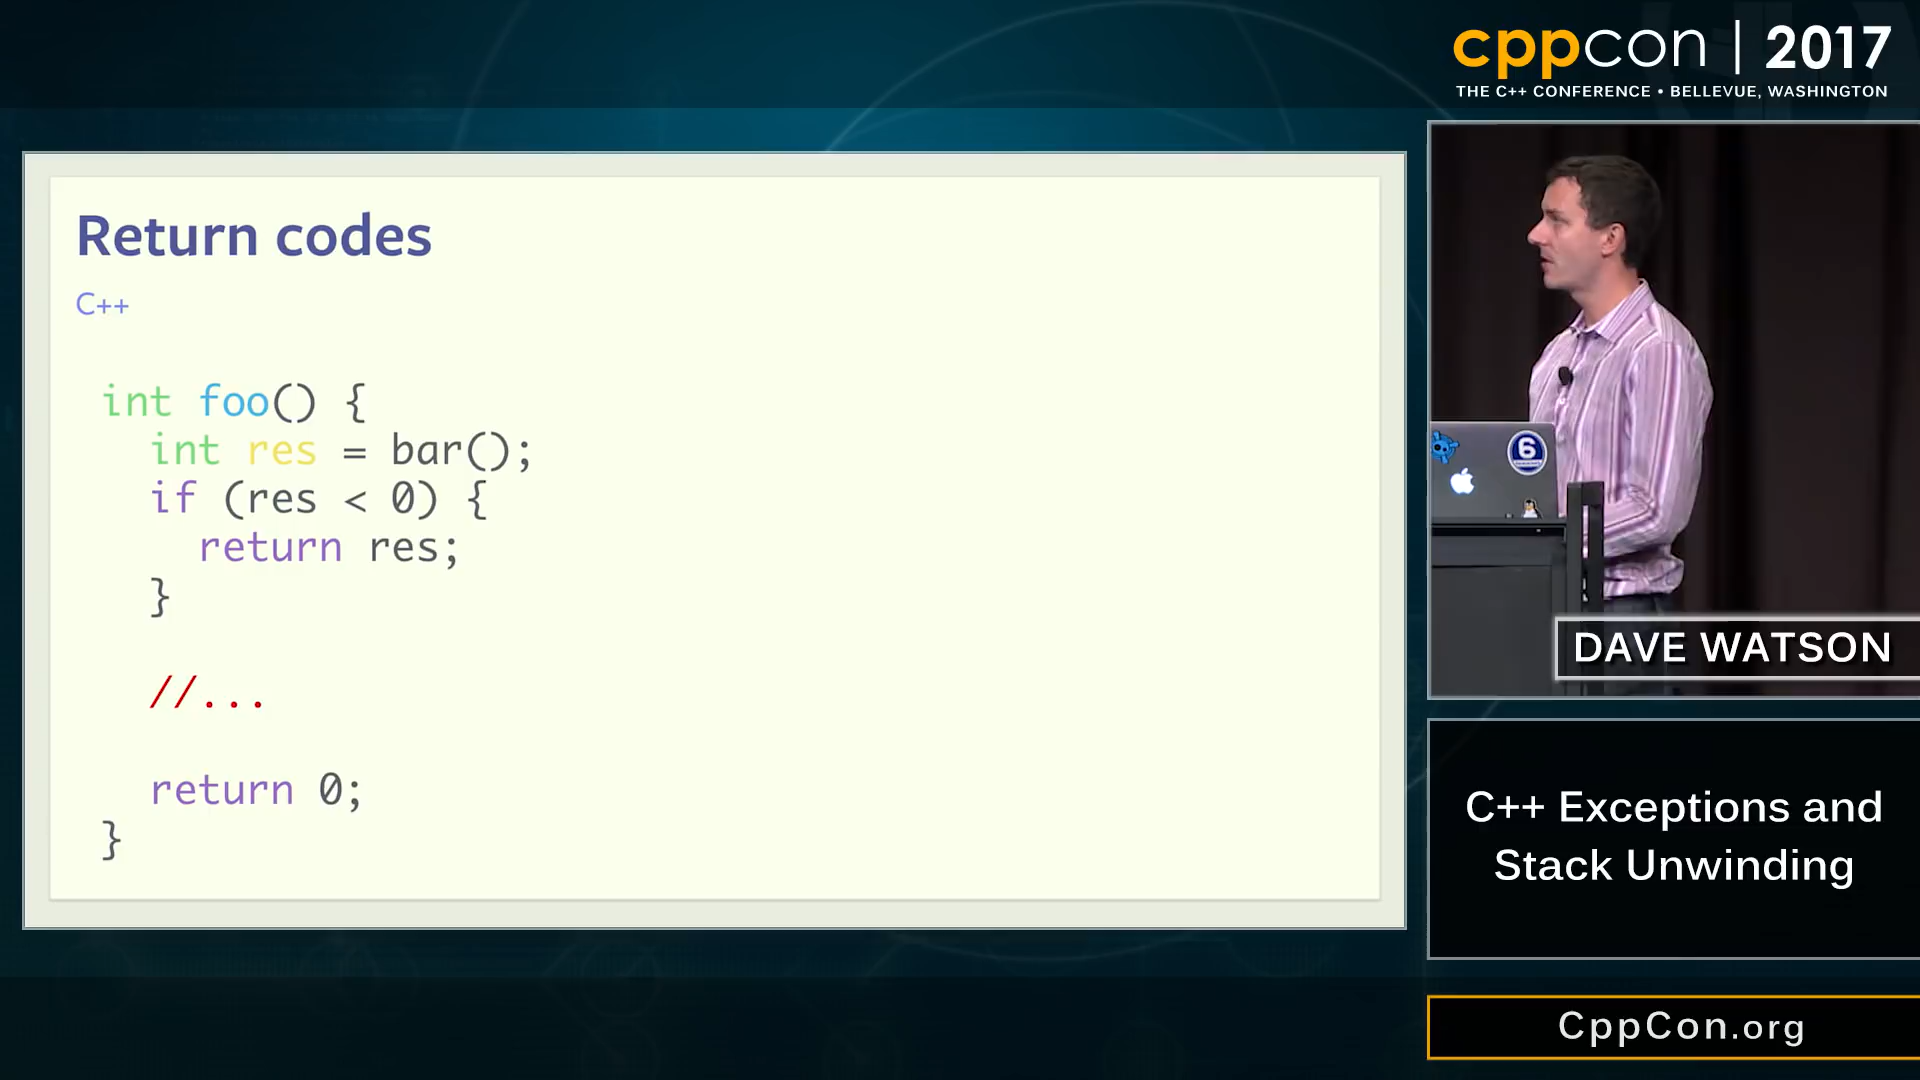 cppcon | 2017
THE C++ CONFERENCE • BELLEVUE, WASHINGTON
Return codes
C++
int foo() {
  int res = bar();
  if (res < 0) {
    return res;
  }
  //...
  return 0;
}
6
DAVE WATSON
C++ Exceptions and
Stack Unwinding
CppCon.org